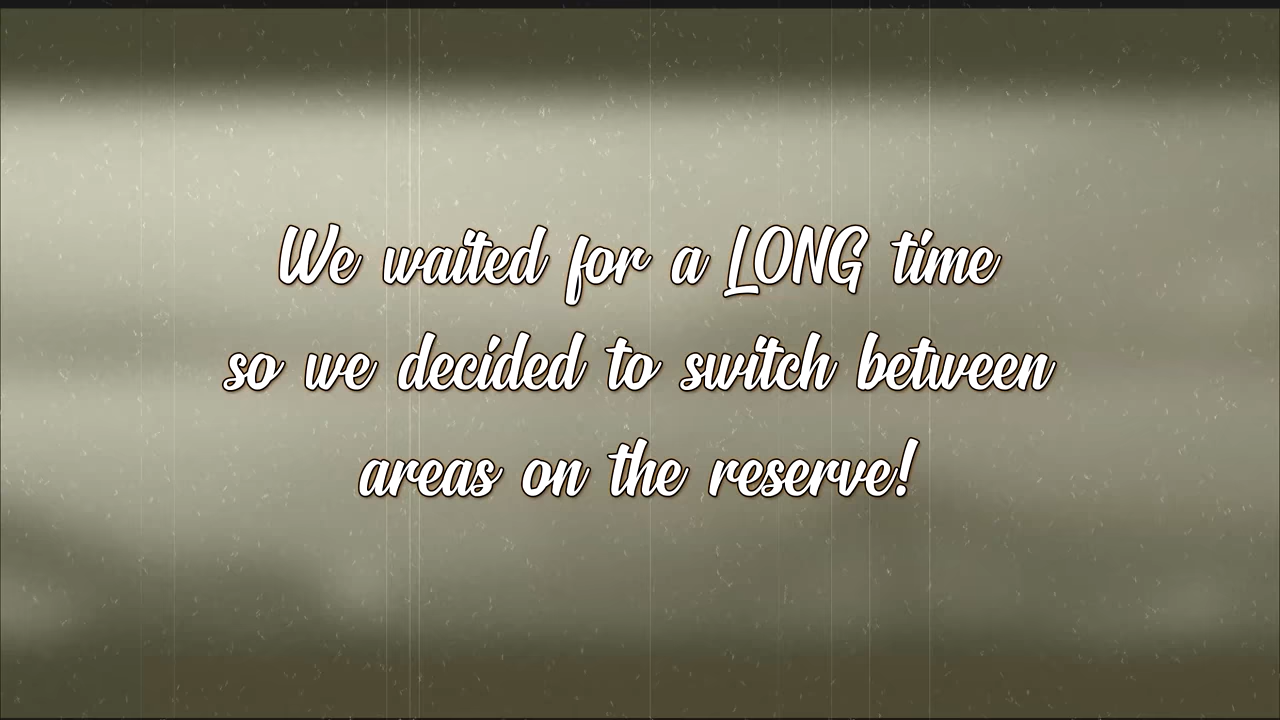 We waited for a LONG time
so we decided to switch between
areas on the reserve!